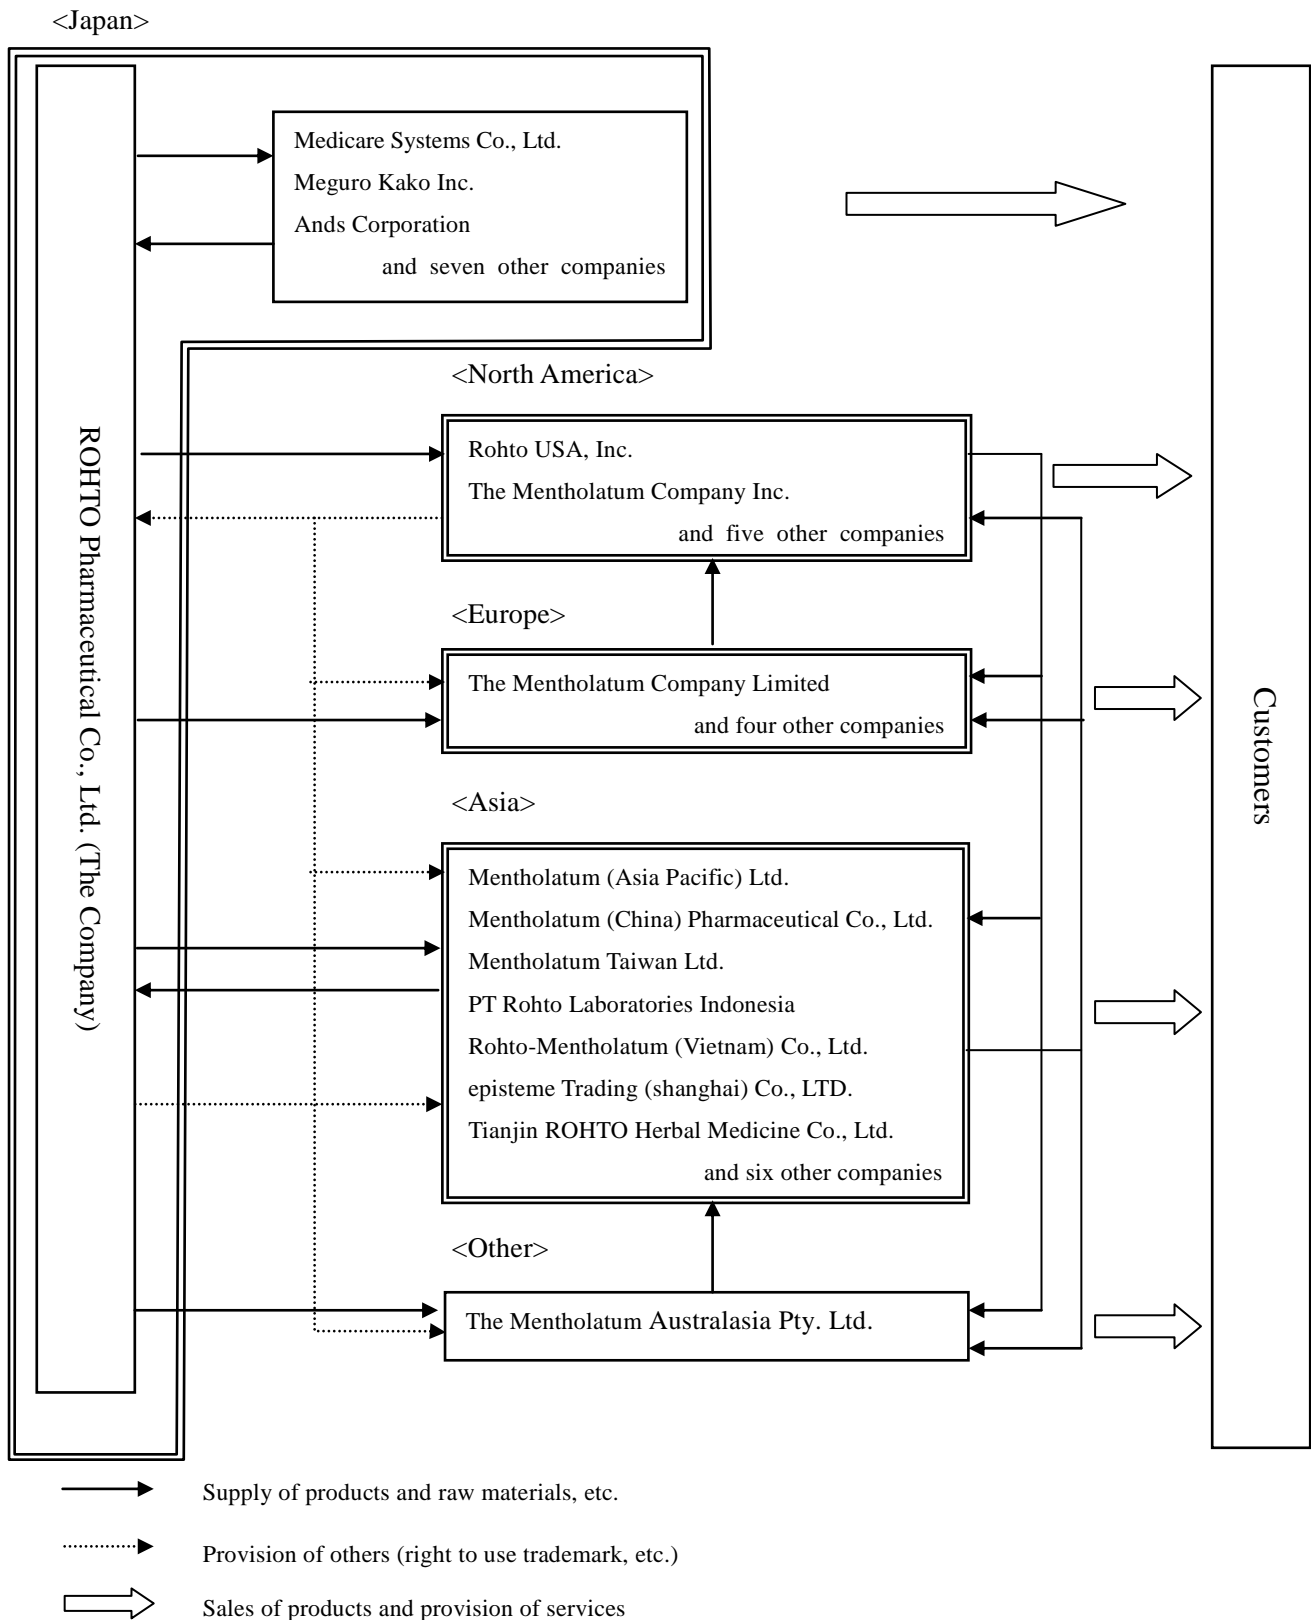 <Japan>
Medicare Systems Co., Ltd.
Meguro Kako Inc.
Ands Corporation
and seven other companies
<North America>
ROHTO Pharmaceutical Co., Ltd. (The Company)
Rohto USA, Inc.
The Mentholatum Company Inc.
and five other companies
<Europe>
The Mentholatum Company Limited
and four other companies
Customers
<Asia>
Mentholatum (Asia Pacific) Ltd.
Mentholatum (China) Pharmaceutical Co., Ltd.
Mentholatum Taiwan Ltd.
PT Rohto Laboratories Indonesia
Rohto-Mentholatum (Vietnam) Co., Ltd.
episteme Trading (shanghai) Co., LTD.
Tianjin ROHTO Herbal Medicine Co., Ltd.
and six other companies
<Other>
The Mentholatum Australasia Pty. Ltd.
Supply of products and raw materials, etc.
Provision of others (right to use trademark, etc.)
Sales of products and provision of services